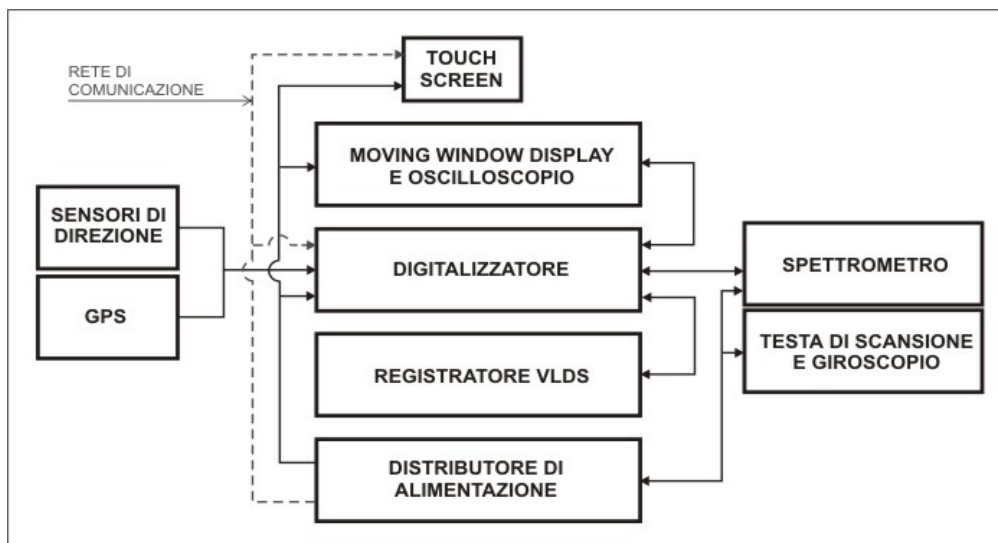 TOUCH
SCREEN
RETE DI
COMUNICAZIONE
MOVING WINDOW DISPLAY
E OSCILLOSCOPIO
SENSORI DI
DIREZIONE
DIGITALIZZATORE
SPETTROMETRO
GPS
TESTA DI SCANSIONE
E GIROSCOPIO
REGISTRATORE VLDS
DISTRIBUTORE DI
ALIMENTAZIONE